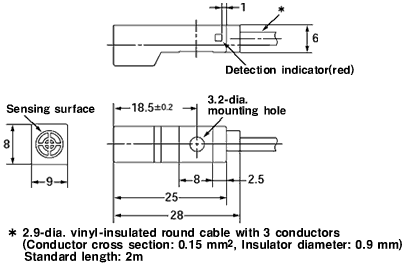 1
*
6
Detection indicator(red)
Sensing surface
18.5±0.2
3.2-dia.
mounting hole
8
9
8
2.5
25
28
* 2.9-dia. vinyl-insulated round cable with 3 conductors
(Conductor cross section: 0.15 mm², Insulator diameter: 0.9 mm)
Standard length: 2m